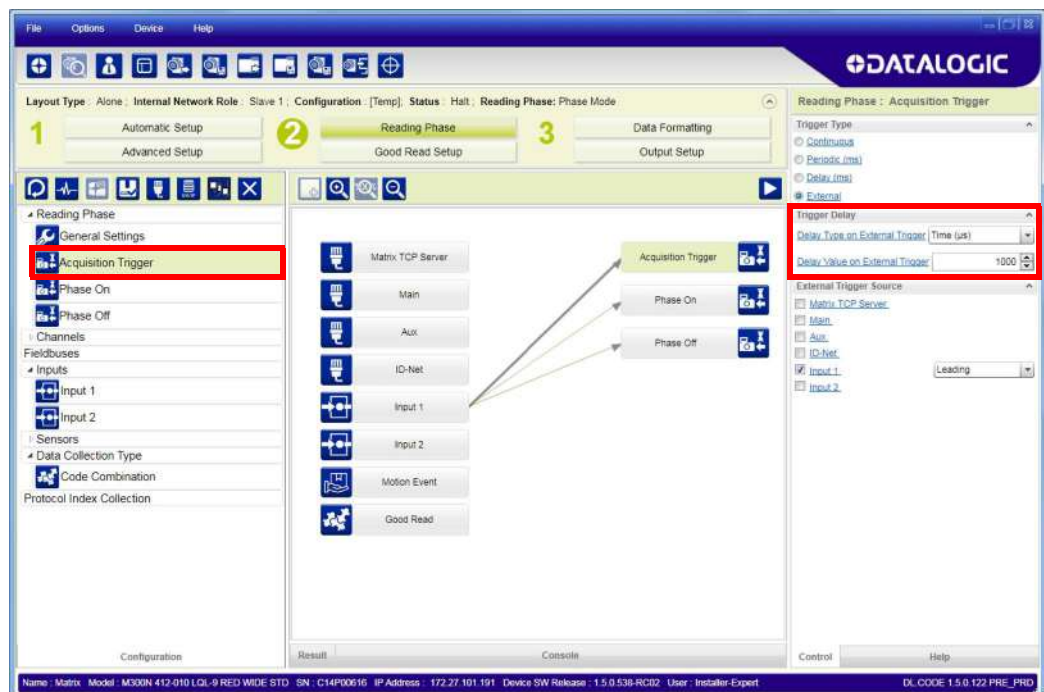 File Options Device Help
DATALOGIC
Layout Type : Alone ; Internal Network Role : Slave 1 ; Configuration : [Temp]; Status : Halt ; Reading Phase: Phase Mode
1 Automatic Setup
Advanced Setup
2 Reading Phase
Good Read Setup
3 Data Formatting
Output Setup
Reading Phase
General Settings
Acquisition Trigger
Phase On
Phase Off
Channels
Fieldbuses
Inputs
Input 1
Input 2
Sensors
Data Collection Type
Code Combination
Protocol Index Collection
Configuration
Matrix TCP Server
Main
Aux
ID-Net
Input 1
Input 2
Motion Event
Good Read
Acquisition Trigger
Phase On
Phase Off
Result Console
Reading Phase : Acquisition Trigger
Trigger Type
Continuous
Periodic (ms)
Delay (ms)
External
Trigger Delay
Delay Type on External Trigger Time (µs)
Delay Value on External Trigger 1000
External Trigger Source
Matrix TCP Server
Main
Aux
ID-Net
Input 1 Leading
Input 2
Control Help
Name : Matrix Model : M300N 412-010 LQL-9 RED WIDE STD SN : C14P00616 IP Address : 172.27.101.191 Device SW Release : 1.5.0.538-RC02 User : Installer-Expert DL.CODE 1.5.0.122 PRE_PRD